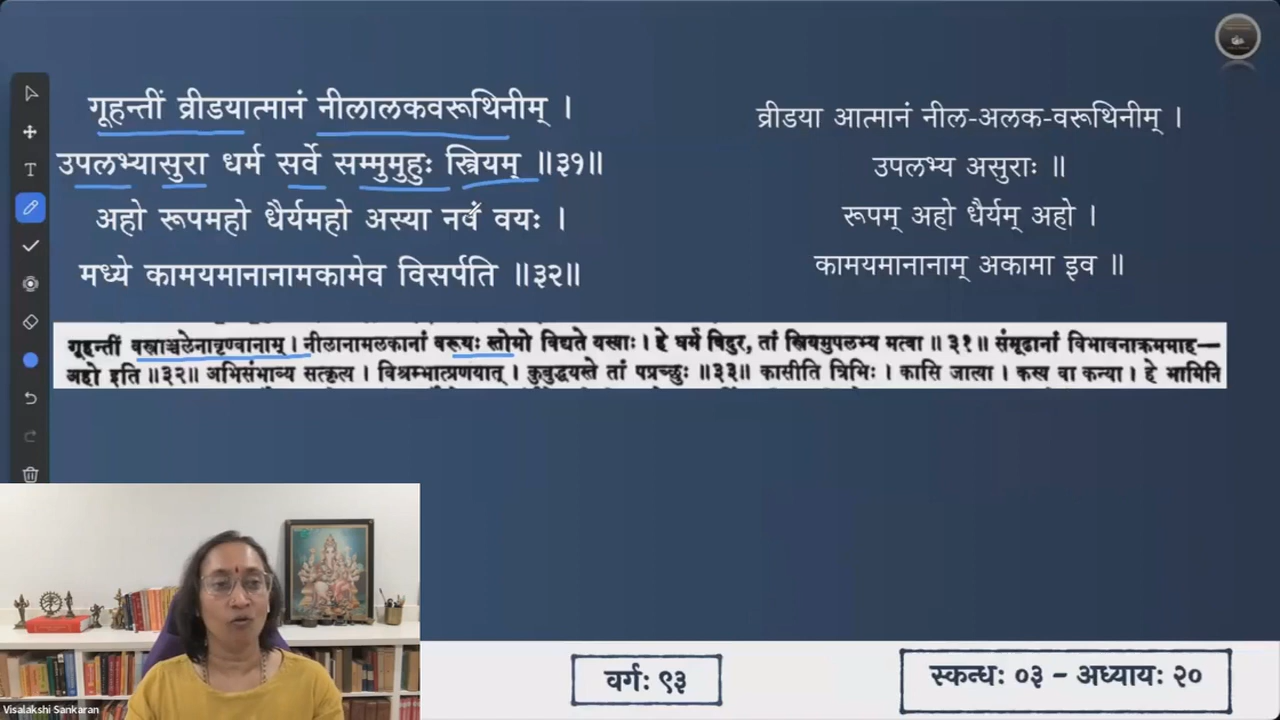 गूहन्तीं व्रीडयात्मानं नीलालकवरूथिनीम् ।
उपलभ्यासुरा धर्म सर्वे सम्मुमुहुः स्त्रियम् ॥३१॥
अहो रूपमहो धैर्यमहो अस्या नवं वयः ।
मध्ये कामयमानानामकामेव विसर्पति ॥३२॥
व्रीडया आत्मानं नील-अलक-वरूथिनीम् ।
उपलभ्य असुराः ॥
रूपम् अहो धैर्यम् अहो ।
कामयमानानाम् अकामा इव ॥
गूहन्तीं वस्त्राञ्चलेनावृण्वानाम् । नीलानामलकानां वरूथः स्तोमो विद्यते यस्याः । हे धर्म विदुर, तां स्त्रियमुपलभ्य मत्वा ॥ ३१॥ संमूढानां विभावनाक्रममाह—
अहो इति ॥३२॥ अभिसंभाव्य सत्कृत्य । विश्रम्भात्प्रणयात् । कुबुद्धयस्ते तां पप्रच्छुः ॥३३॥ कासीति त्रिभिः । कासि जात्या । कस्य वा कन्या । हे भामिनि
T
Visalakshi Sankaran
वर्गः ९३
स्कन्धः ०३ - अध्यायः २०